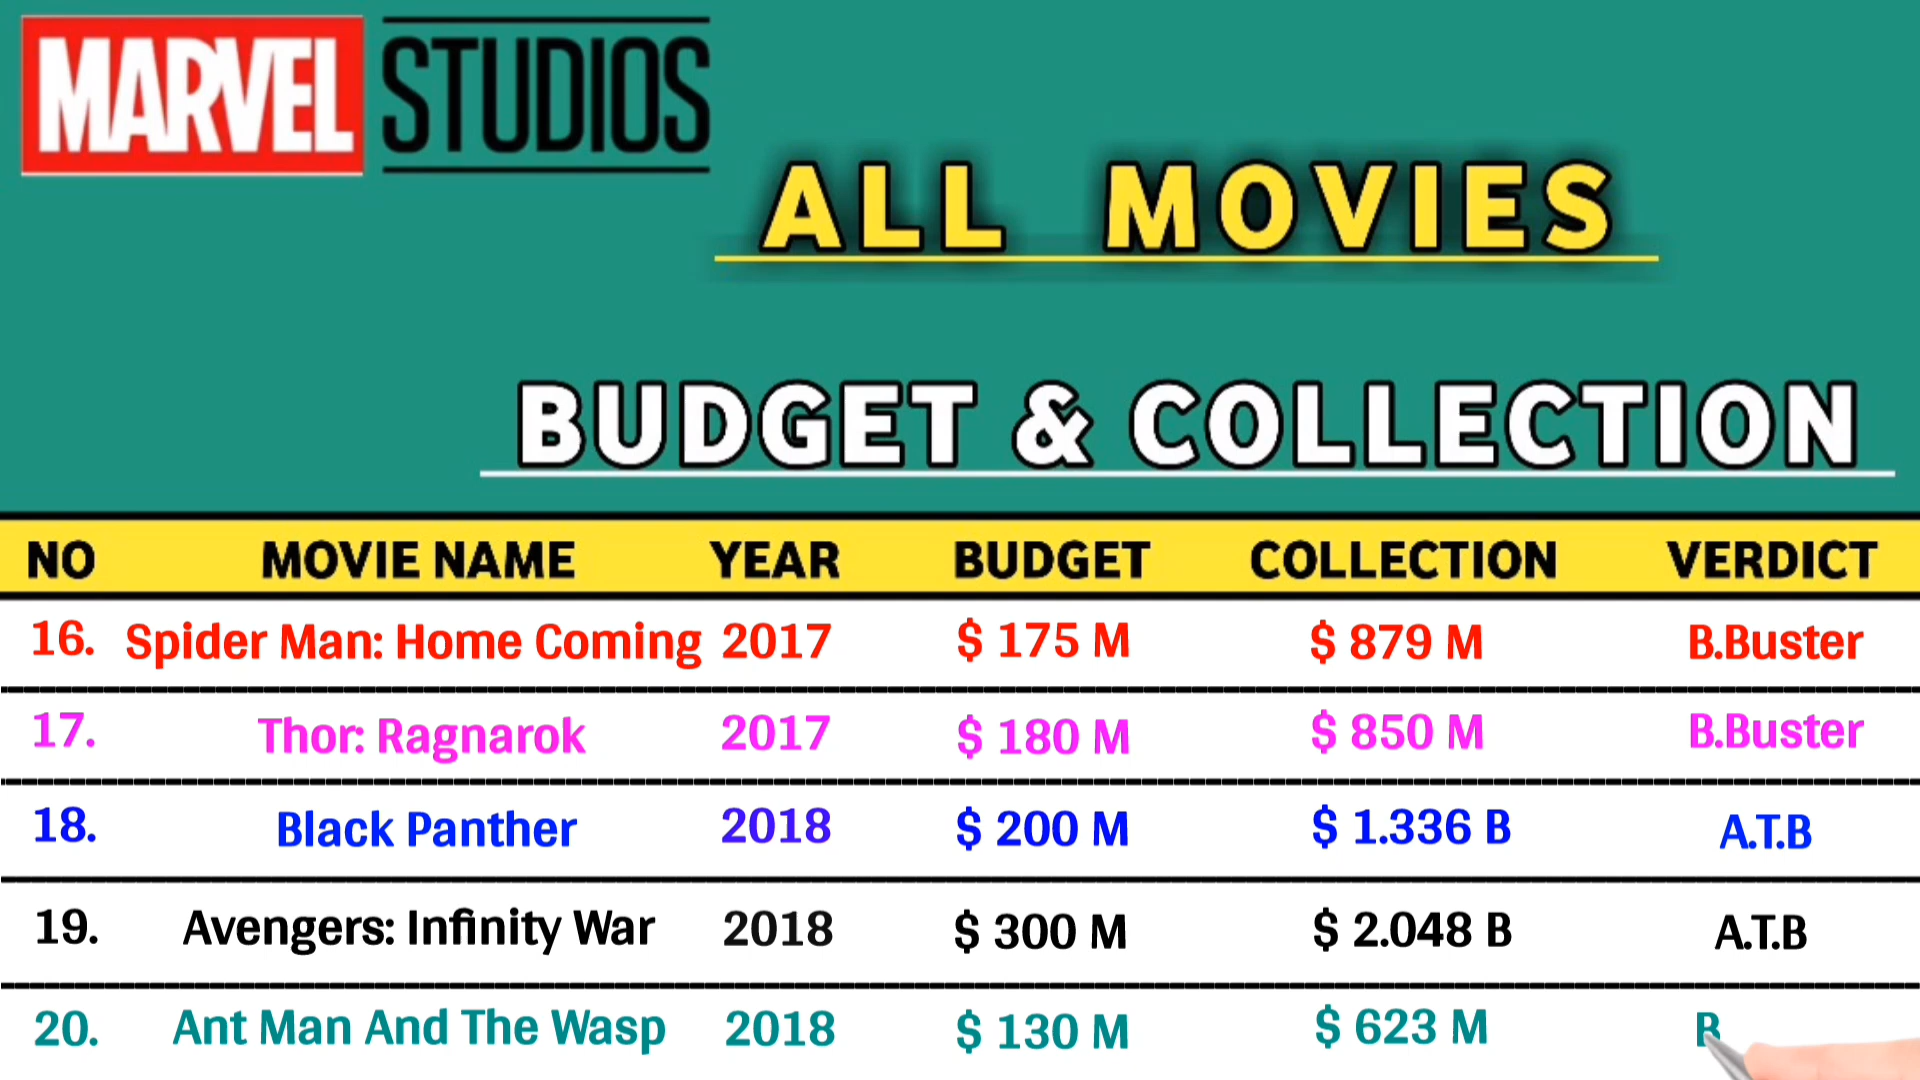 MARVEL STUDIOS
ALL MOVIES
BUDGET & COLLECTION
NO MOVIE NAME YEAR BUDGET COLLECTION VERDICT
16. Spider Man: Home Coming 2017 $ 175 M $ 879 M B.Buster
17. Thor: Ragnarok 2017 $ 180 M $ 850 M B.Buster
18. Black Panther 2018 $ 200 M $ 1.336 B A.T.B
19. Avengers: Infinity War 2018 $ 300 M $ 2.048 B A.T.B
20. Ant Man And The Wasp 2018 $ 130 M $ 623 M B